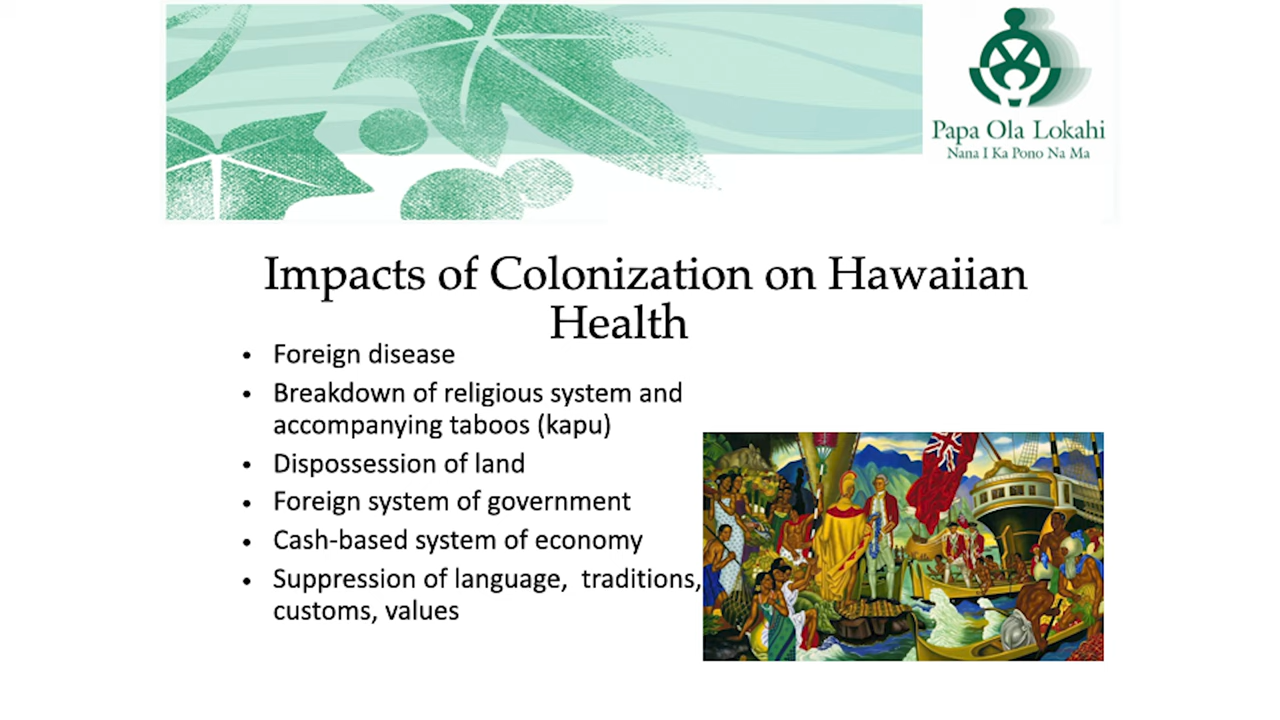 Papa Ola Lokahi
Nana I Ka Pono Na Ma
Impacts of Colonization on Hawaiian
Health
• Foreign disease
• Breakdown of religious system and
accompanying taboos (kapu)
• Dispossession of land
• Foreign system of government
• Cash-based system of economy
• Suppression of language, traditions,
customs, values